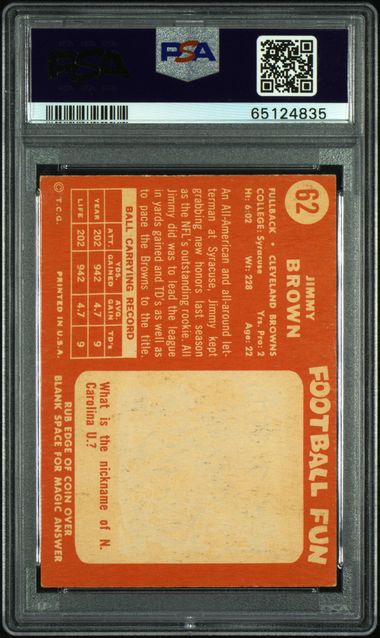 PSA
PSA
65124835
62
JIMMY
BROWN
FULLBACK • CLEVELAND BROWNS
COLLEGE: Syracuse Yrs. Pro: 2
Ht: 6:02 Wt: 228 Age: 22
An All-American and all-around let-
terman at Syracuse, Jimmy kept
grabbing new honors last season
as the NFL's outstanding rookie. All
Jimmy did was to lead the league
in yards gained and TD's as well as
to pace the Browns to the title.
BALL CARRYING RECORD
ATT. YDS. GAINED AVG. GAIN TD's
YEAR 202 942 4.7 9
LIFE 202 942 4.7 9
© T.C.G. PRINTED IN U.S.A.
FOOTBALL FUN
What is the nickname of N.
Carolina U.?
RUB EDGE OF COIN OVER
BLANK SPACE FOR MAGIC ANSWER